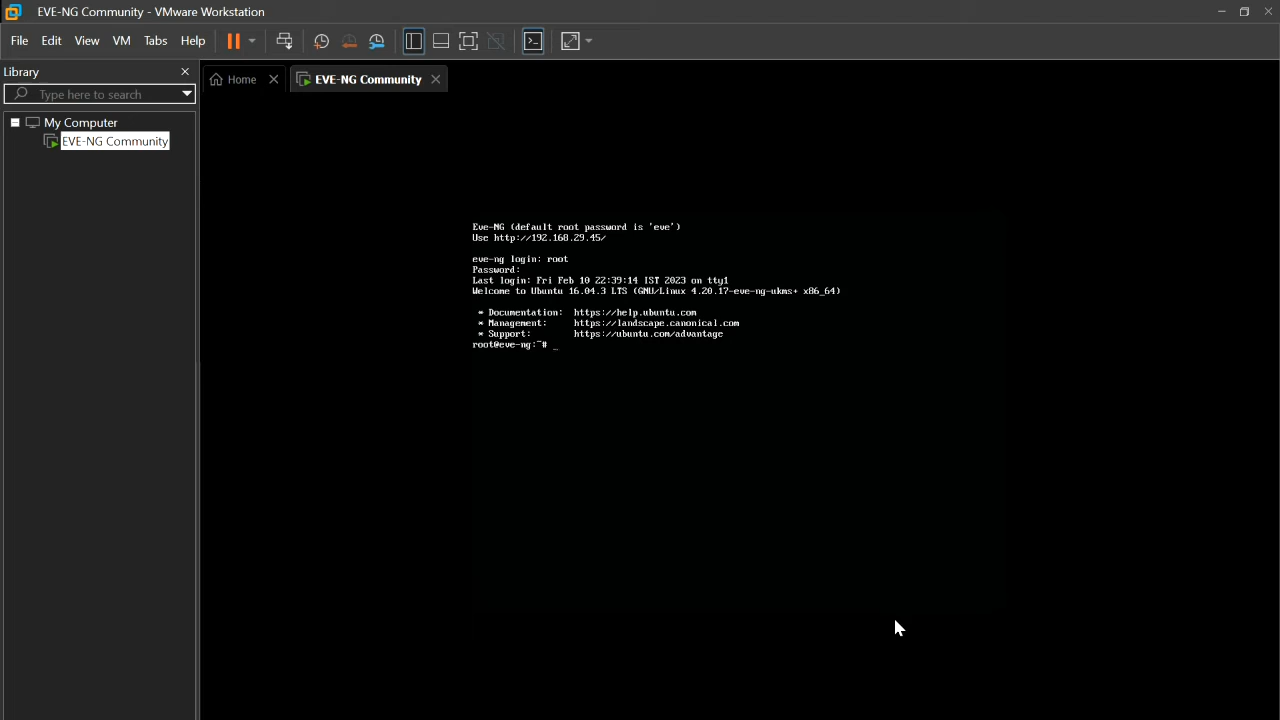 EVE-NG Community - VMware Workstation
File Edit View VM Tabs Help
Library
Type here to search
Home
EVE-NG Community
My Computer
EVE-NG Community
Eve-NG (default root password is 'eve')
Use http://192.168.29.45/
eve-ng login: root
Password:
Last login: Fri Feb 10 22:39:14 IST 2023 on tty1
Welcome to Ubuntu 16.04.3 LTS (GNU/Linux 4.20.17-eve-ng-ukms+ x86_64)
* Documentation: https://help.ubuntu.com
* Management: https://landscape.canonical.com
* Support: https://ubuntu.com/advantage
root@eve-ng:~# _